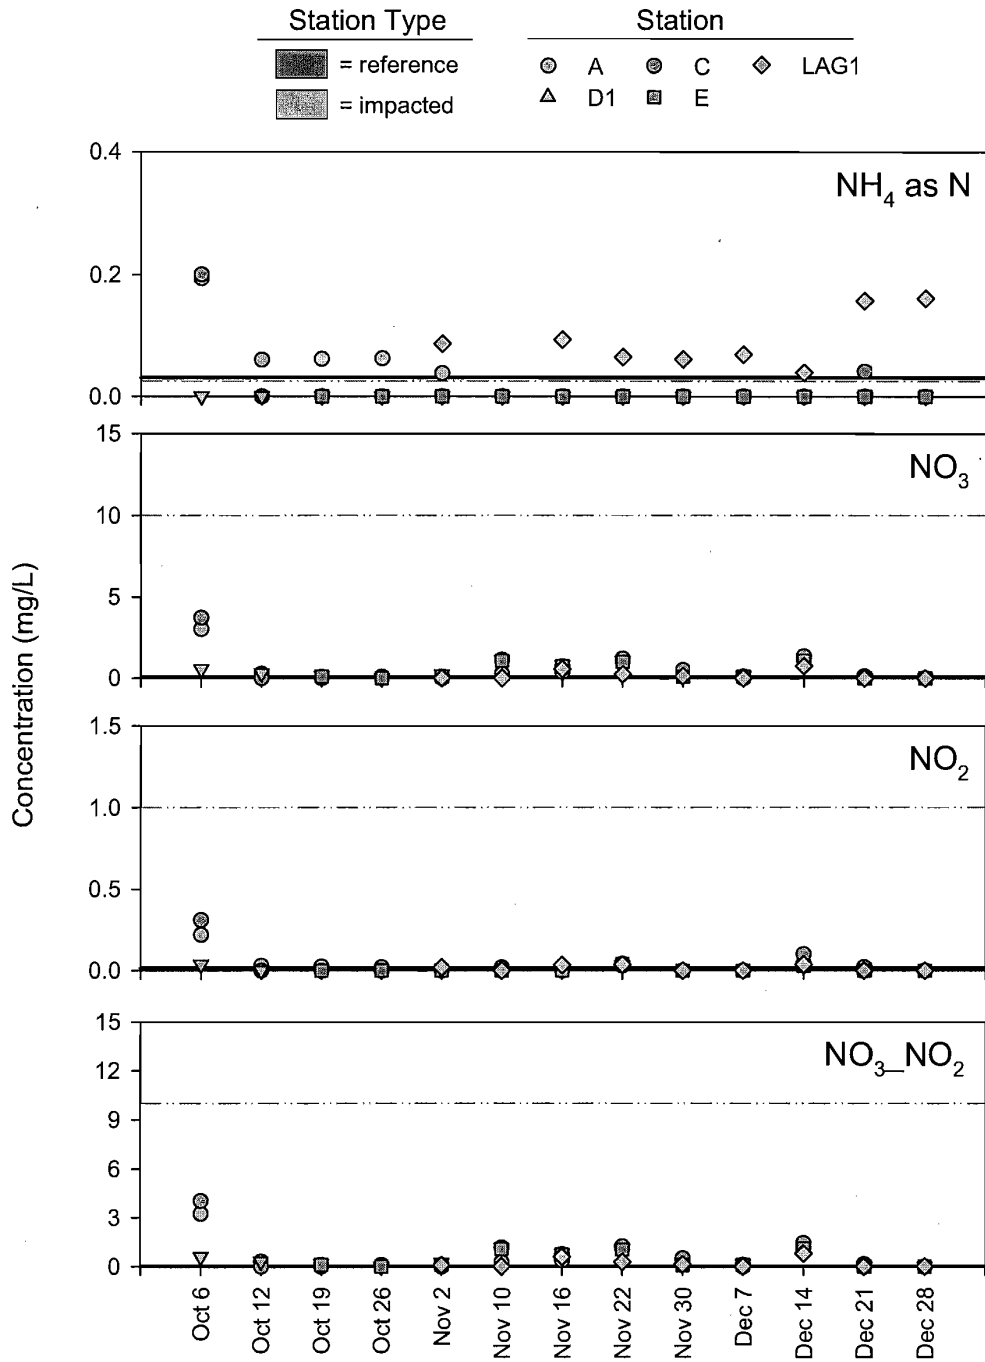 Station Type
Station
= reference
A
C
LAG1
= impacted
D1
E
Concentration (mg/L)
NH4 as N
0.4
0.2
0.0
NO3
15
10
5
0
NO2
1.5
1.0
0.5
0.0
NO3_NO2
15
12
9
6
3
0
Oct 6
Oct 12
Oct 19
Oct 26
Nov 2
Nov 10
Nov 16
Nov 22
Nov 30
Dec 7
Dec 14
Dec 21
Dec 28